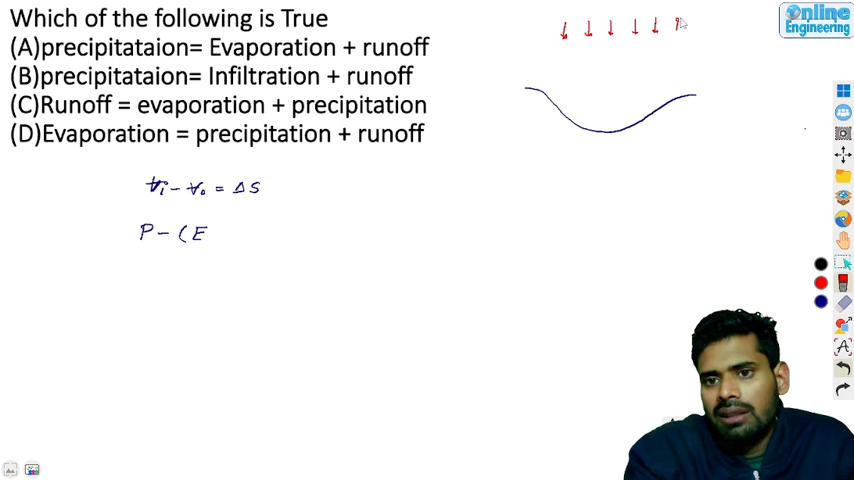 Which of the following is True
(A)precipitataion= Evaporation + runoff
(B)precipitataion= Infiltration + runoff
(C)Runoff = evaporation + precipitation
(D)Evaporation = precipitation + runoff
∀i - ∀o = ΔS
P - ( E
Online
Engineering